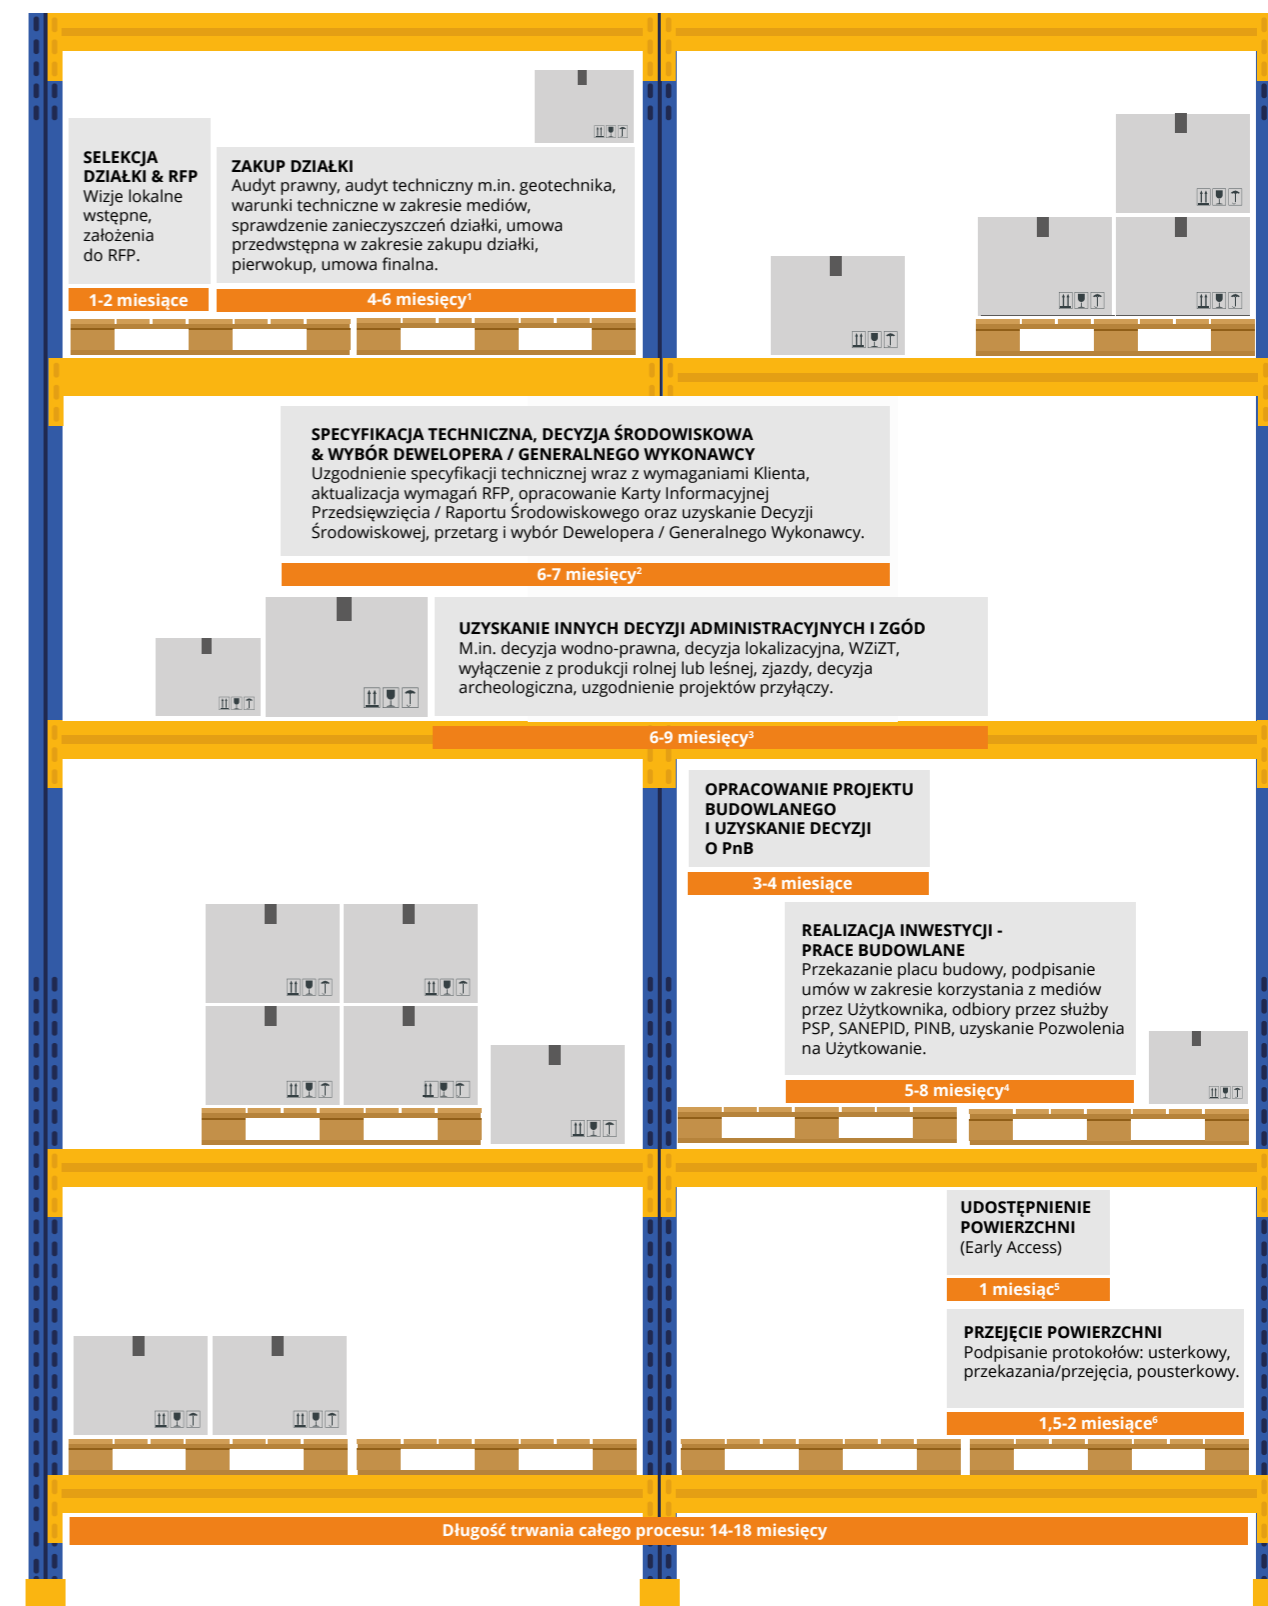 SELEKCJA
DZIAŁKI & RFP
Wizje lokalne
wstępne,
założenia
do RFP.
1-2 miesiące
ZAKUP DZIAŁKI
Audyt prawny, audyt techniczny m.in. geotechnika,
warunki techniczne w zakresie mediów,
sprawdzenie zanieczyszczeń działki, umowa
przedwstępna w zakresie zakupu działki,
pierwokup, umowa finalna.
4-6 miesięcy¹
SPECYFIKACJA TECHNICZNA, DECYZJA ŚRODOWISKOWA
& WYBÓR DEWELOPERA / GENERALNEGO WYKONAWCY
Uzgodnienie specyfikacji technicznej wraz z wymaganiami Klienta,
aktualizacja wymagań RFP, opracowanie Karty Informacyjnej
Przedsięwzięcia / Raportu Środowiskowego oraz uzyskanie Decyzji
Środowiskowej, przetarg i wybór Dewelopera / Generalnego Wykonawcy.
6-7 miesięcy²
UZYSKANIE INNYCH DECYZJI ADMINISTRACYJNYCH I ZGÓD
M.in. decyzja wodno-prawna, decyzja lokalizacyjna, WZiZT,
wyłączenie z produkcji rolnej lub leśnej, zjazdy, decyzja
archeologiczna, uzgodnienie projektów przyłączy.
6-9 miesięcy³
OPRACOWANIE PROJEKTU
BUDOWLANEGO
I UZYSKANIE DECYZJI
O PnB
3-4 miesiące
REALIZACJA INWESTYCJI -
PRACE BUDOWLANE
Przekazanie placu budowy, podpisanie
umów w zakresie korzystania z mediów
przez Użytkownika, odbiory przez służby
PSP, SANEPID, PINB, uzyskanie Pozwolenia
na Użytkowanie.
5-8 miesięcy⁴
UDOSTĘPNIENIE
POWIERZCHNI
(Early Access)
1 miesiąc⁵
PRZEJĘCIE POWIERZCHNI
Podpisanie protokołów: usterkowy,
przekazania/przejęcia, pousterkowy.
1,5-2 miesiące⁶
Długość trwania całego procesu: 14-18 miesięcy